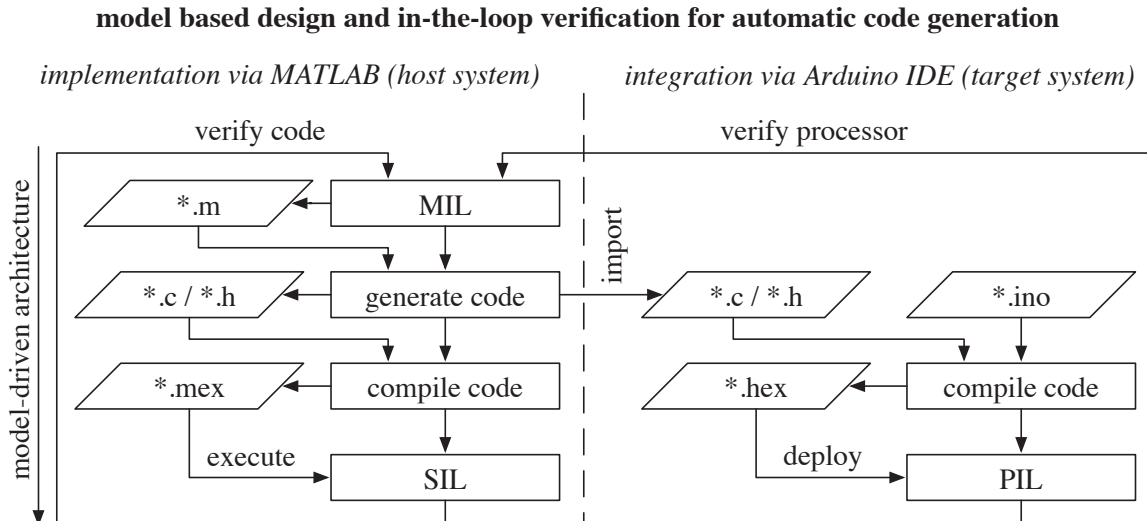 model based design and in-the-loop verification for automatic code generation
implementation via MATLAB (host system)
integration via Arduino IDE (target system)
verify code
verify processor
model-driven architecture
*.m
MIL
import
*.c / *.h
generate code
*.c / *.h
*.ino
*.mex
compile code
*.hex
compile code
execute
SIL
deploy
PIL